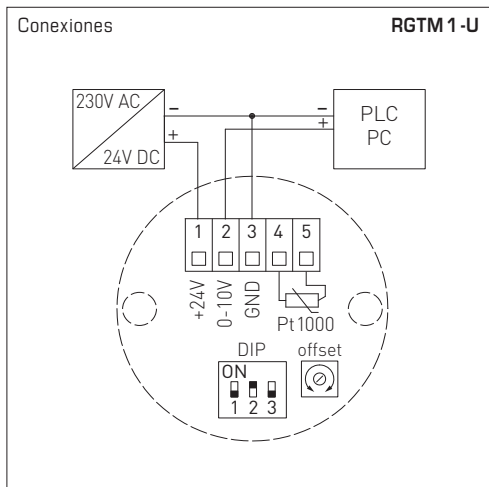 Conexiones RGTM 1 -U
230V AC
24V DC
−
+
−
+
PLC
PC
1 2 3 4 5
+24V
0-10V
GND
Pt1000
DIP
offset
ON
1 2 3